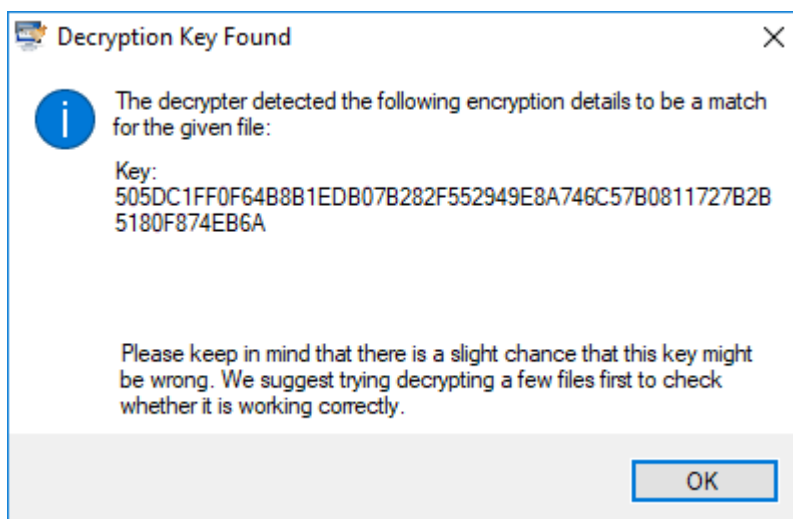 Decryption Key Found
The decrypter detected the following encryption details to be a match
for the given file:
Key:
505DC1FF0F64B8B1EDB07B282F552949E8A746C57B0811727B2B
5180F874EB6A
Please keep in mind that there is a slight chance that this key might
be wrong. We suggest trying decrypting a few files first to check
whether it is working correctly.
OK